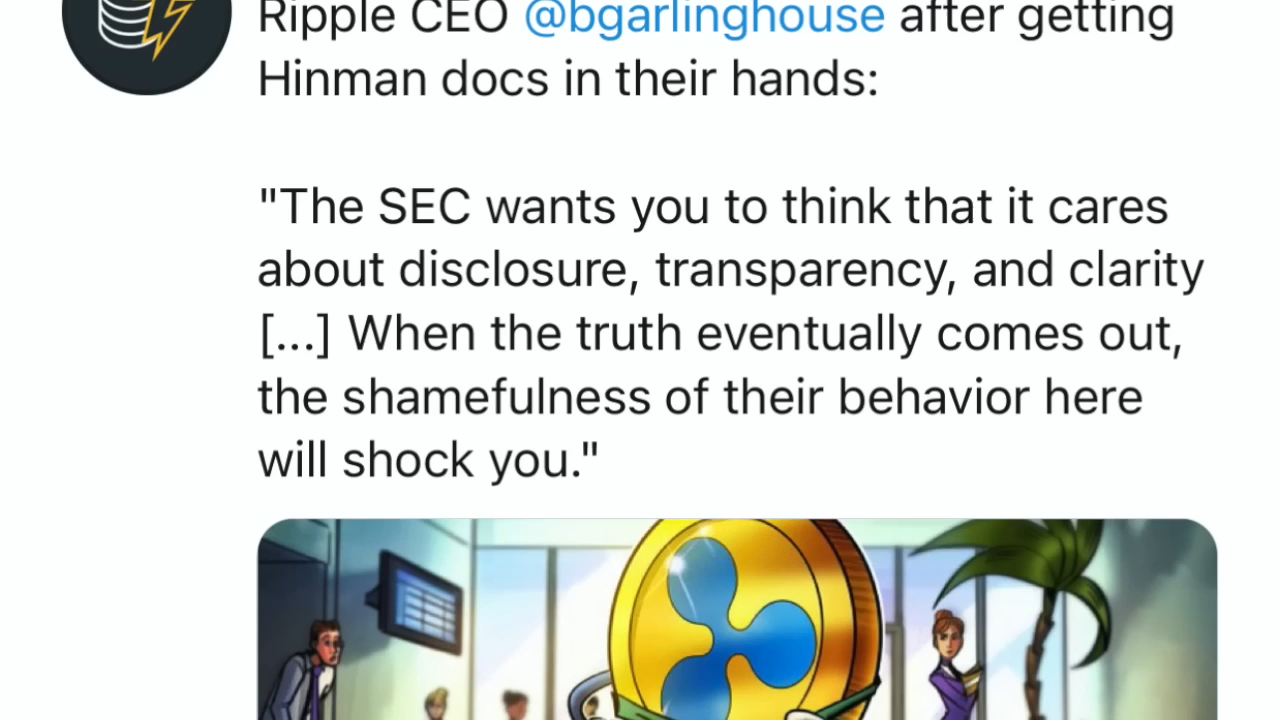 Ripple CEO @bgarlinghouse after getting
Hinman docs in their hands:
"The SEC wants you to think that it cares
about disclosure, transparency, and clarity
[...] When the truth eventually comes out,
the shamefulness of their behavior here
will shock you."